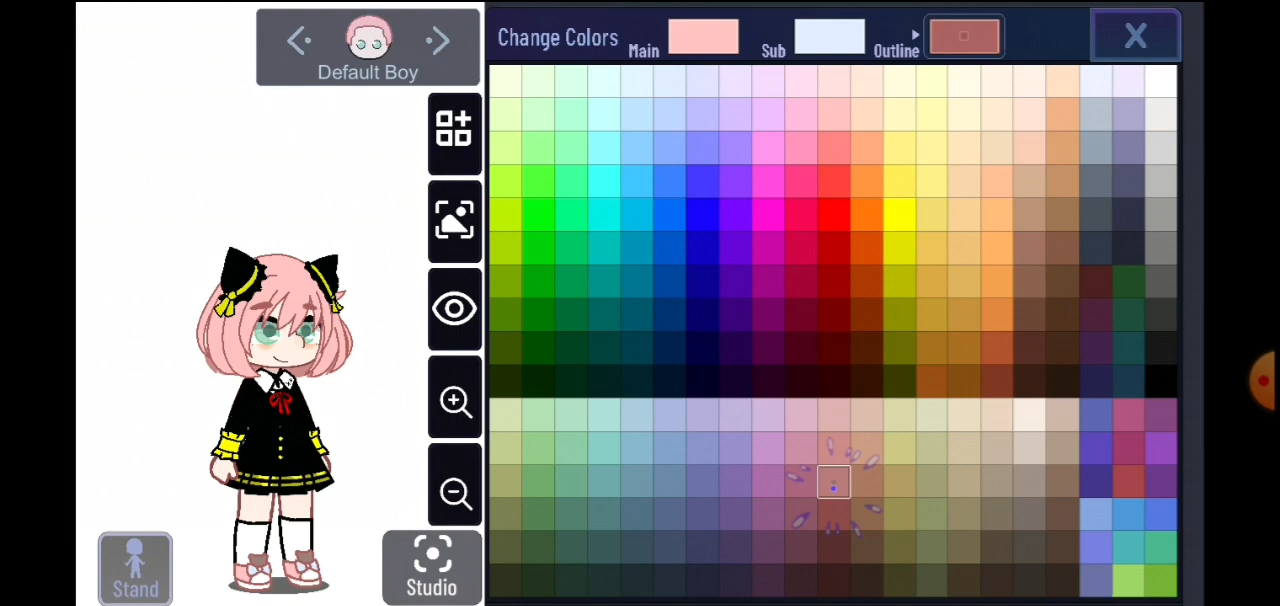 Default Boy
Change Colors
Main
Sub
Outline
X
Stand
Studio